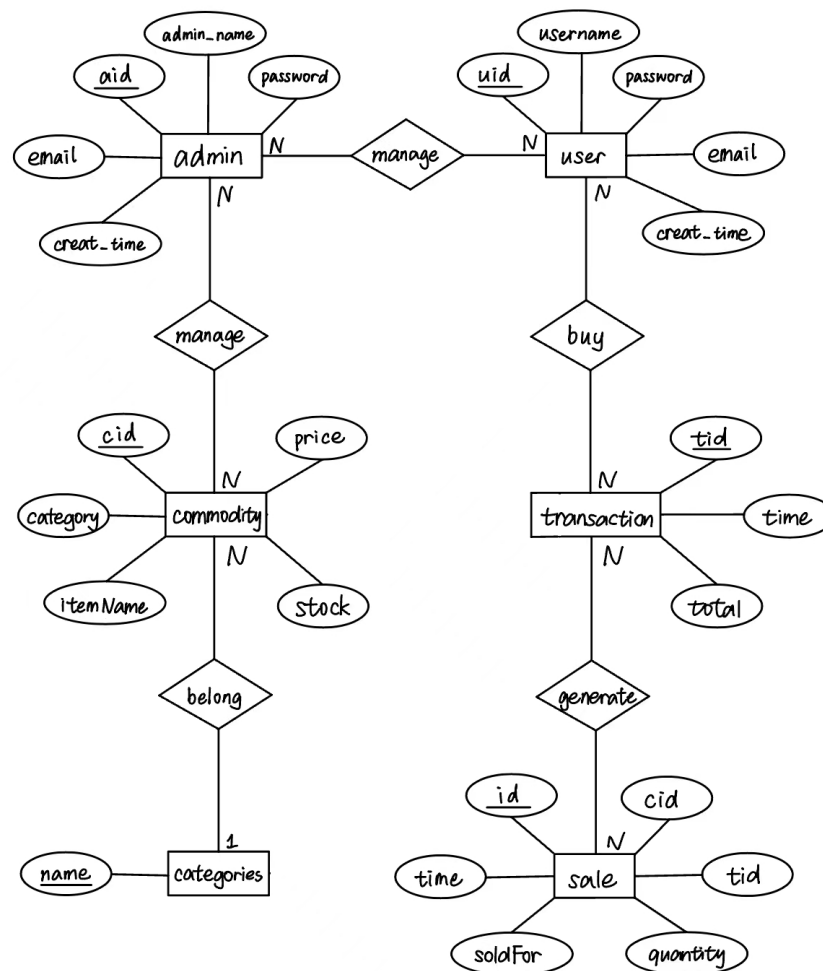 admin_name
username
aid
password
uid
password
email
admin
N
manage
N
user
email
N
N
creat_time
creat_time
manage
buy
cid
price
tid
N
N
category
commodity
transaction
time
N
N
itemName
stock
total
belong
generate
id
cid
1
N
name
categories
time
sale
tid
soldFor
quantity